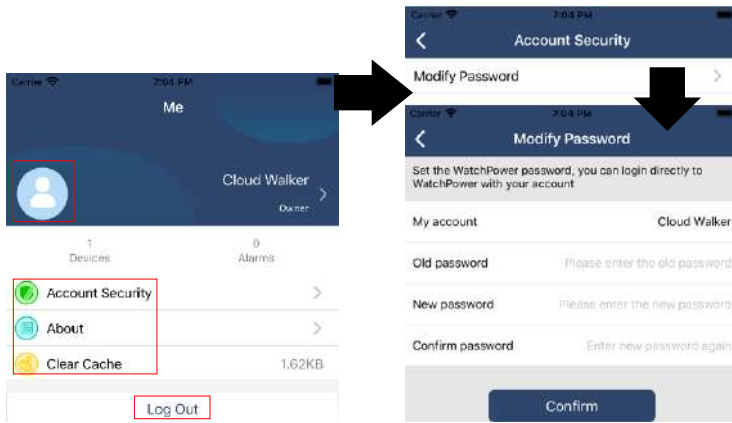 Carrier 7:04 PM
Me
Cloud Walker
Owner
1
Devices
0
Alarms
Account Security
About
Clear Cache 1.62KB
Log Out
Carrier 7:04 PM
Account Security
Modify Password
Carrier 7:04 PM
Modify Password
Set the WatchPower password, you can login directly to
WatchPower with your account
My account Cloud Walker
Old password Please enter the old password
New password Please enter the new password
Confirm password Enter new password again
Confirm